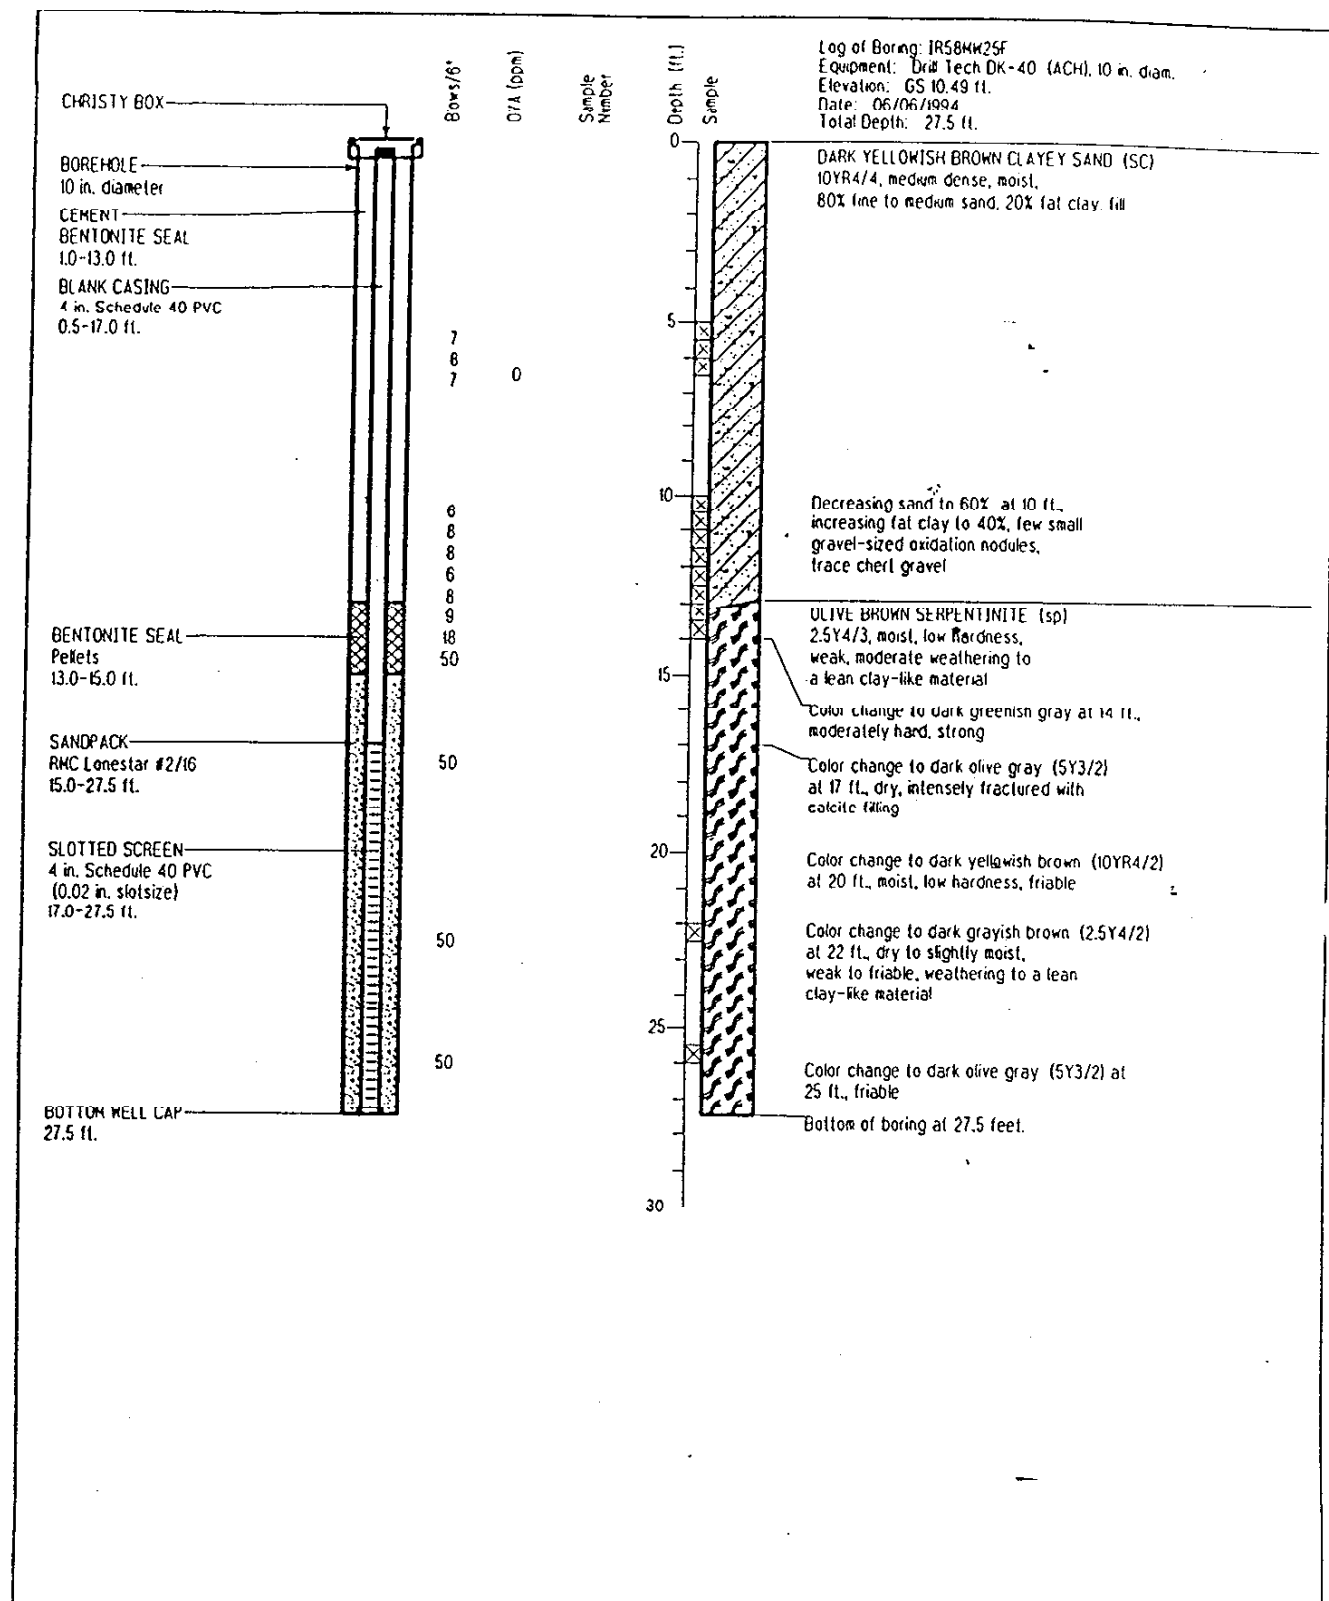 Log of Boring: IR58MW25F
Equipment: Drill Tech DK-40 (ACH), 10 in. diam.
Elevation: GS 10.49 ft.
Date: 06/06/1994
Total Depth: 27.5 ft.
Blows/6"
OVA (ppm)
Sample
Number
Depth (ft.)
Sample
CHRISTY BOX
BOREHOLE
10 in. diameter
CEMENT
BENTONITE SEAL
1.0-13.0 ft.
BLANK CASING
4 in. Schedule 40 PVC
0.5-17.0 ft.
BENTONITE SEAL
Pellets
13.0-15.0 ft.
SANDPACK
RMC Lonestar #2/16
15.0-27.5 ft.
SLOTTED SCREEN
4 in. Schedule 40 PVC
(0.02 in. slotsize)
17.0-27.5 ft.
BOTTOM WELL CAP
27.5 ft.
7
6
7
0
6
8
8
6
8
9
18
50
50
50
50
0
5
10
15
20
25
30
DARK YELLOWISH BROWN CLAYEY SAND (SC)
10YR4/4, medium dense, moist,
80% fine to medium sand, 20% fat clay, fill
Decreasing sand to 60% at 10 ft.,
increasing fat clay to 40%, few small
gravel-sized oxidation nodules,
trace chert gravel
OLIVE BROWN SERPENTINITE (sp)
2.5Y4/3, moist, low hardness,
weak, moderate weathering to
a lean clay-like material
Color change to dark greenish gray at 14 ft.,
moderately hard, strong
Color change to dark olive gray (5Y3/2)
at 17 ft., dry, intensely fractured with
calcite filling
Color change to dark yellowish brown (10YR4/2)
at 20 ft., moist, low hardness, friable
Color change to dark grayish brown (2.5Y4/2)
at 22 ft., dry to slightly moist,
weak to friable, weathering to a lean
clay-like material
Color change to dark olive gray (5Y3/2) at
25 ft., friable
Bottom of boring at 27.5 feet.